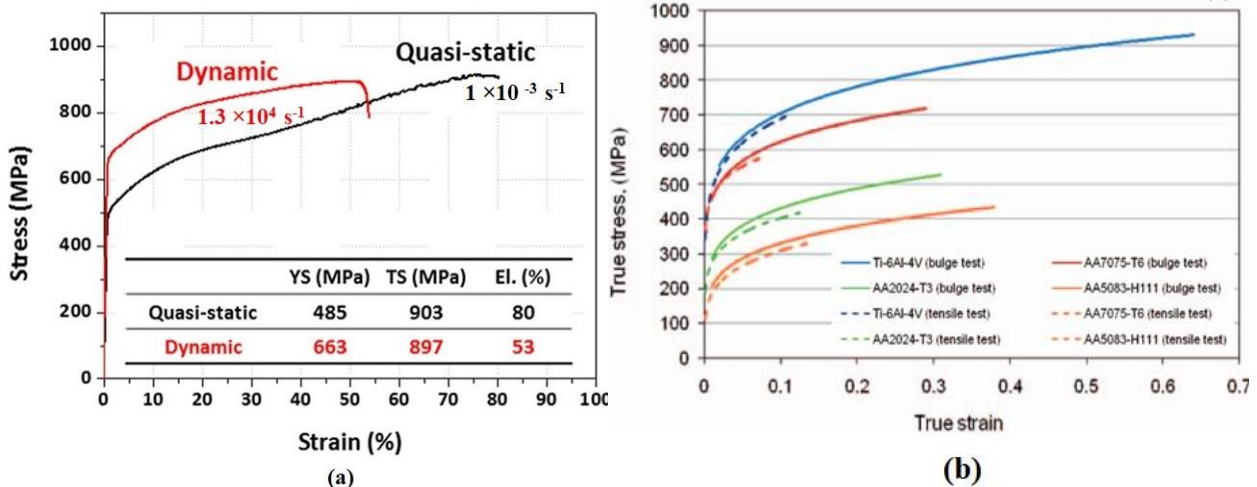 1000
800
600
400
200
0
Stress (MPa)
Dynamic
1.3 ×10⁴ s⁻¹
Quasi-static
1 ×10 ⁻³ s⁻¹
YS (MPa) TS (MPa) El. (%)
Quasi-static 485 903 80
Dynamic 663 897 53
0 10 20 30 40 50 60 70 80 90 100
Strain (%)
(a)
1000
900
800
700
600
500
400
300
200
100
0
True stress. (MPa)
Ti-6Al-4V (bulge test) AA7075-T6 (bulge test)
AA2024-T3 (bulge test) AA5083-H111 (bulge test)
Ti-6Al-4V (tensile test) AA7075-T6 (tensile test)
AA2024-T3 (tensile test) AA5083-H111 (tensile test)
0 0.1 0.2 0.3 0.4 0.5 0.6 0.7
True strain
(b)